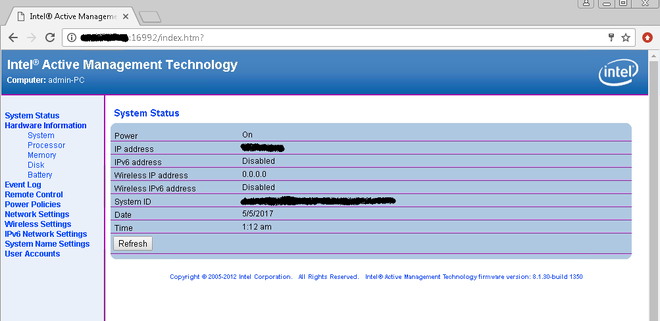 Intel® Active Manageme
:16992/index.htm?
Intel® Active Management Technology
Computer: admin-PC
intel
System Status
Hardware Information
System
Processor
Memory
Disk
Battery
Event Log
Remote Control
Power Policies
Network Settings
Wireless Settings
IPv6 Network Settings
System Name Settings
User Accounts
System Status
Power On
IP address
IPv6 address Disabled
Wireless IP address 0.0.0.0
Wireless IPv6 address Disabled
System ID
Date 5/5/2017
Time 1:12 am
Refresh
Copyright © 2005-2012 Intel Corporation. All Rights Reserved. Intel® Active Management Technology firmware version: 8.1.30-build 1350